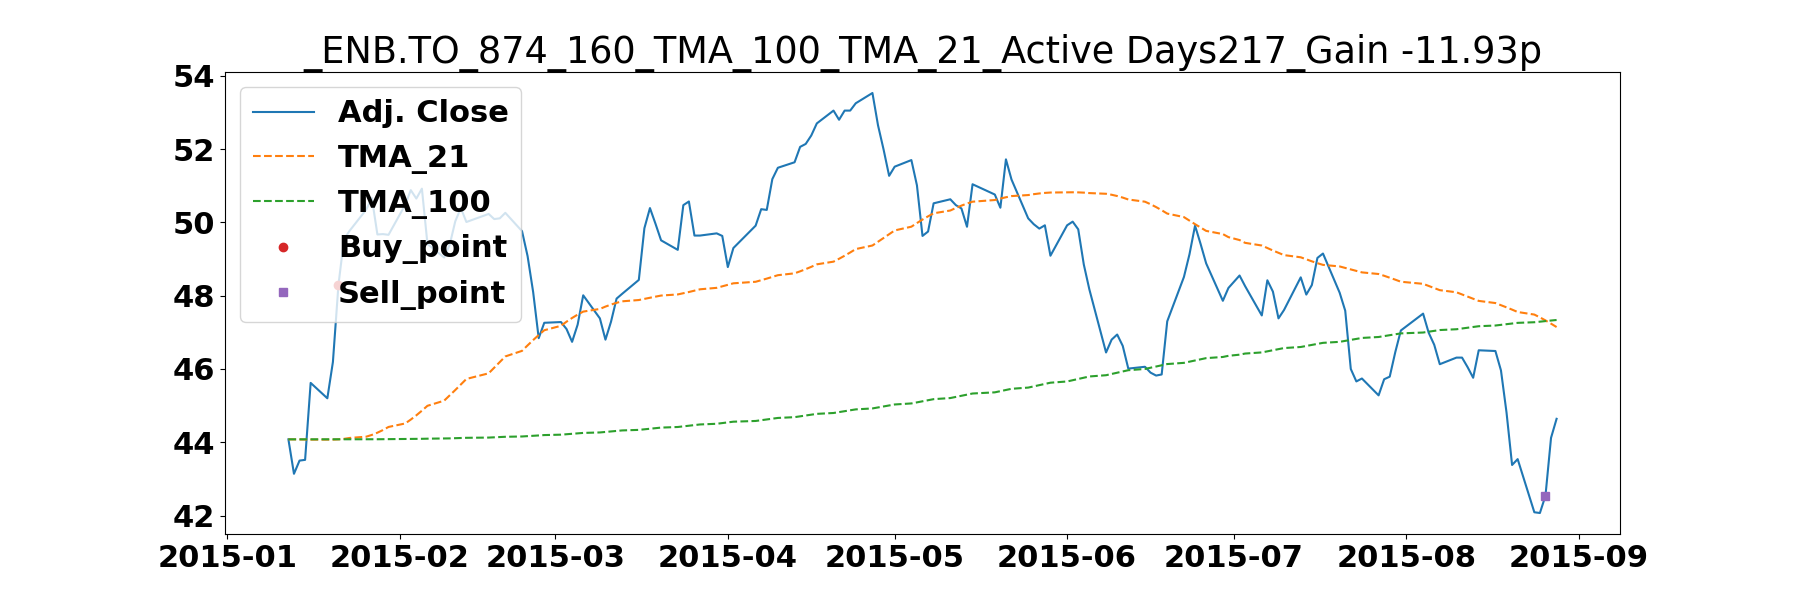 _ENB.TO_874_160_TMA_100_TMA_21_Active Days217_Gain -11.93p
54
52
50
48
46
44
42
Adj. Close
TMA_21
TMA_100
Buy_point
Sell_point
2015-01 2015-02 2015-03 2015-04 2015-05 2015-06 2015-07 2015-08 2015-09